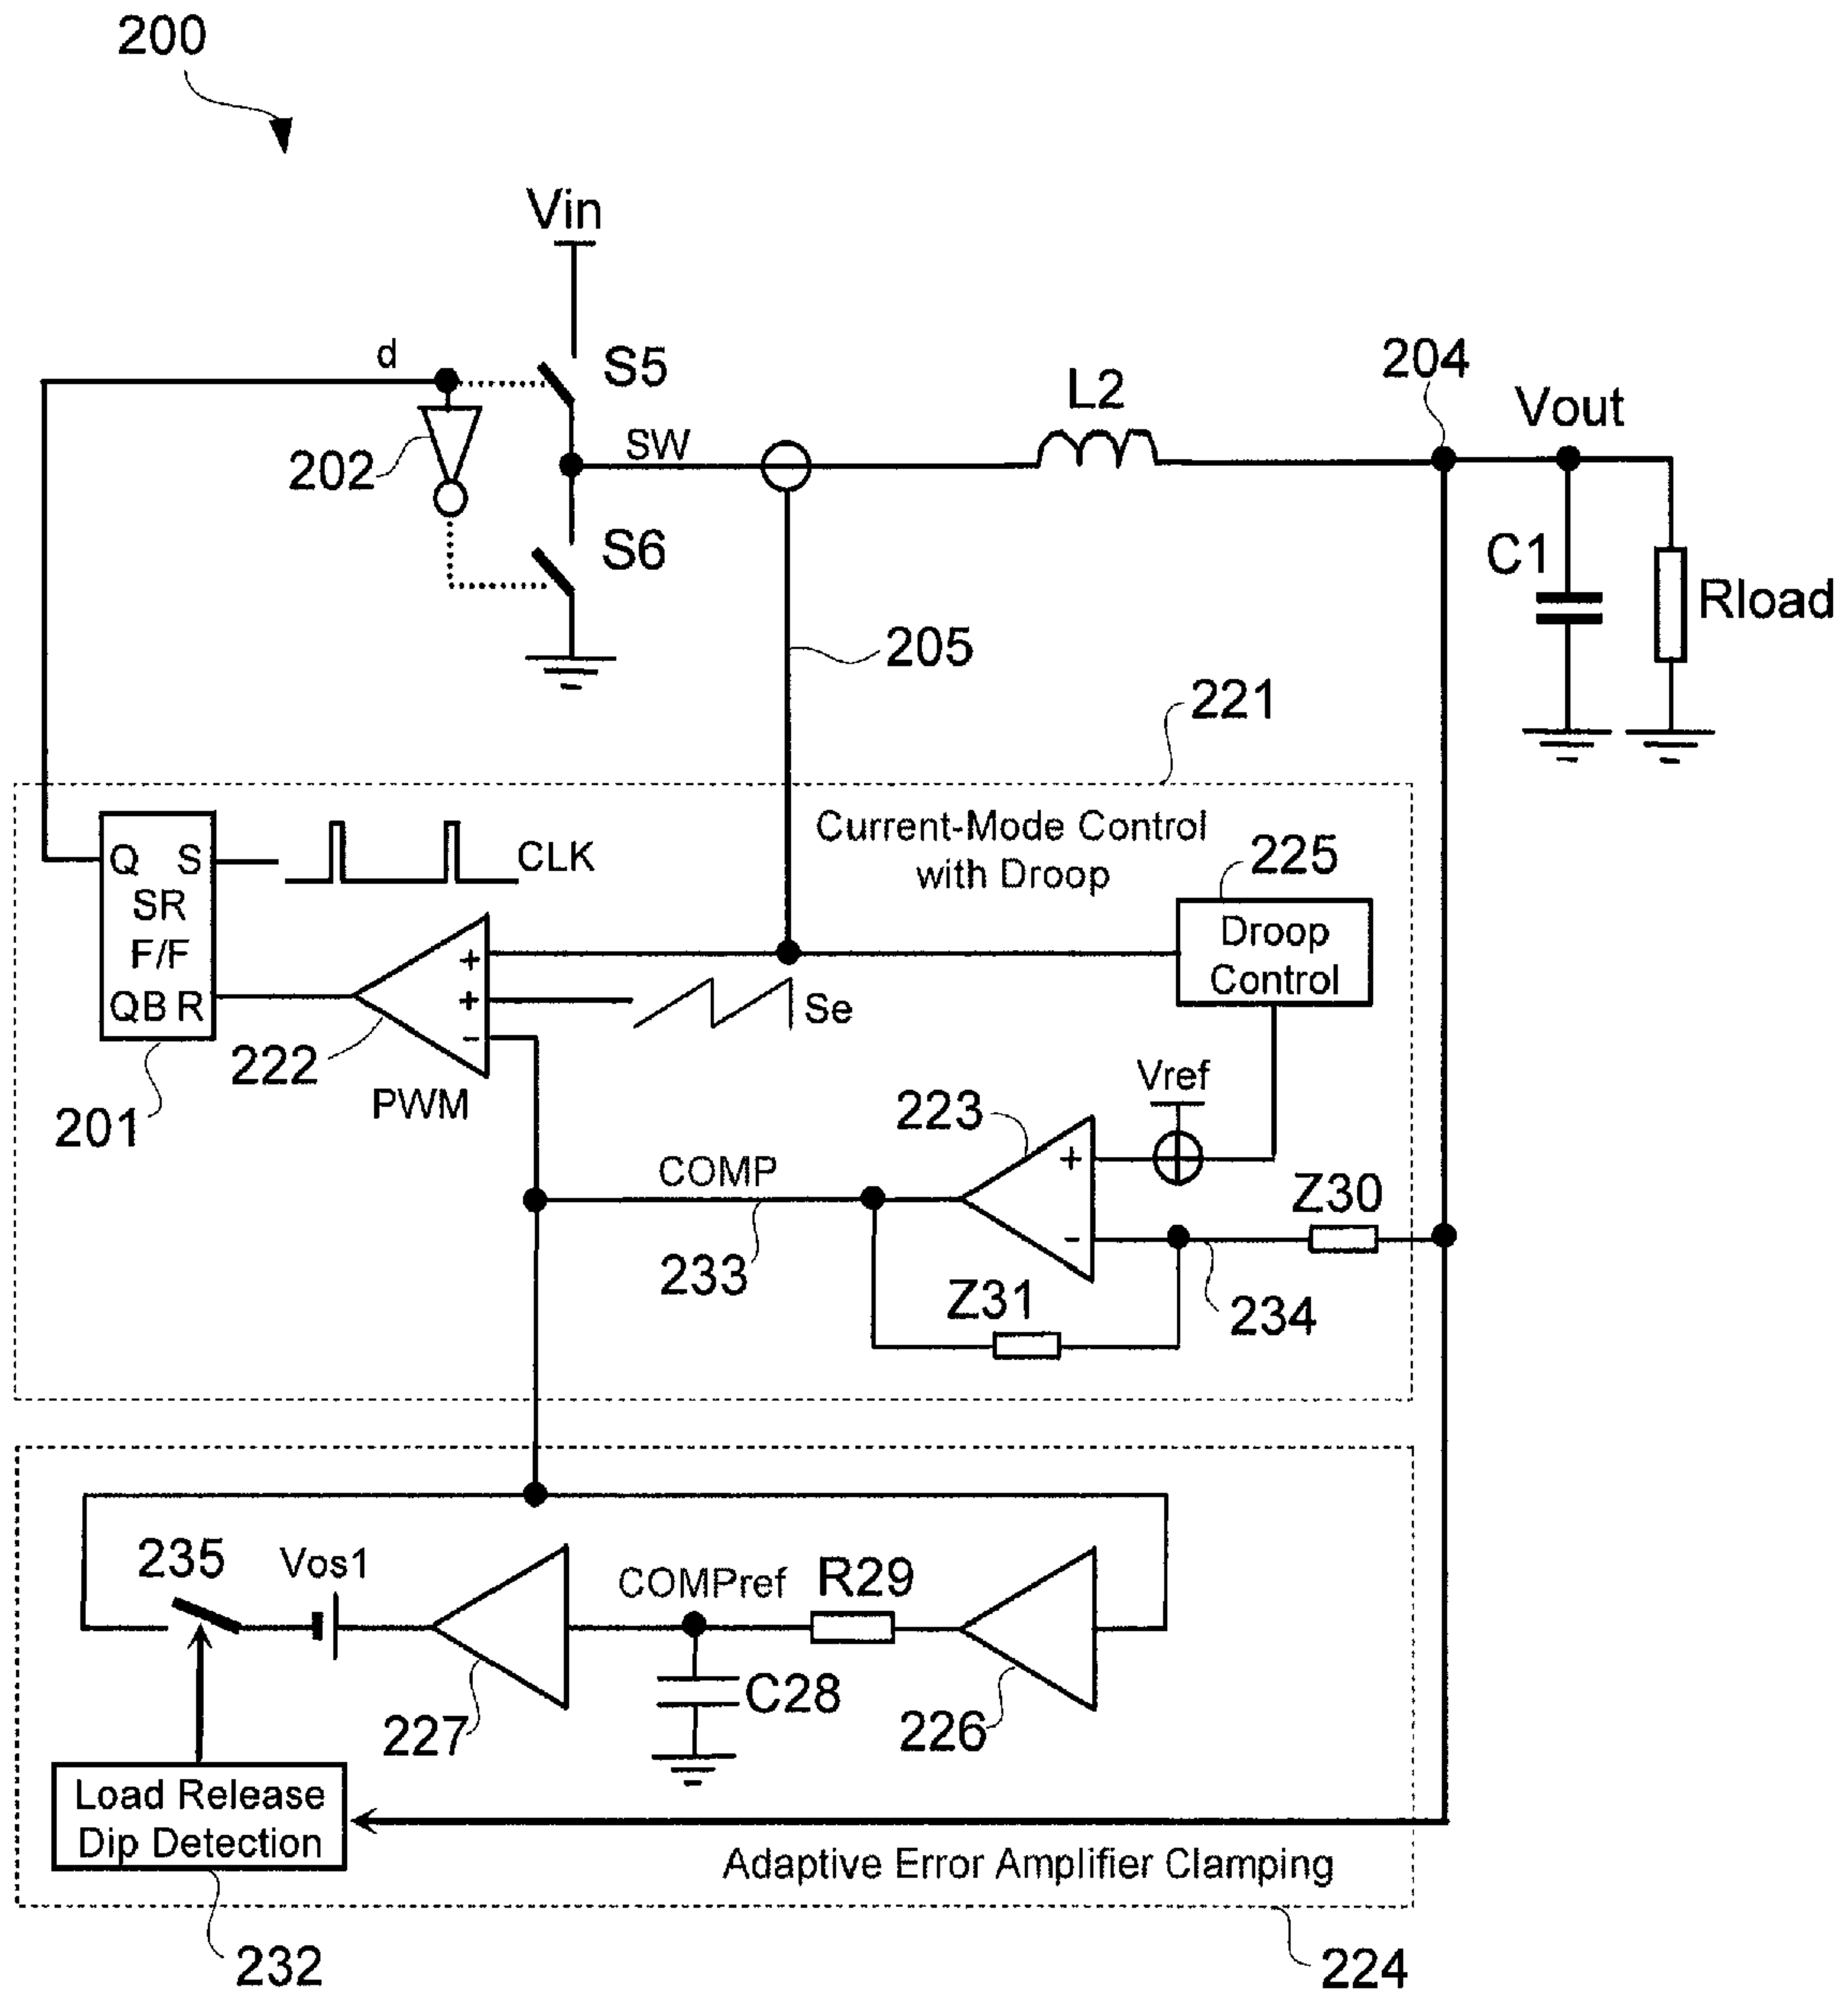 200
Vin
d
S5
202
SW
L2
204
Vout
S6
C1
Rload
205
221
Current-Mode Control
with Droop
Q S
SR
F/F
QB R
CLK
225
Droop
Control
+
+
-
Se
222
PWM
201
Vref
223
+
-
COMP
233
Z30
Z31
234
235
Vos1
COMPref
R29
C28
227
226
Load Release
Dip Detection
Adaptive Error Amplifier Clamping
232
224